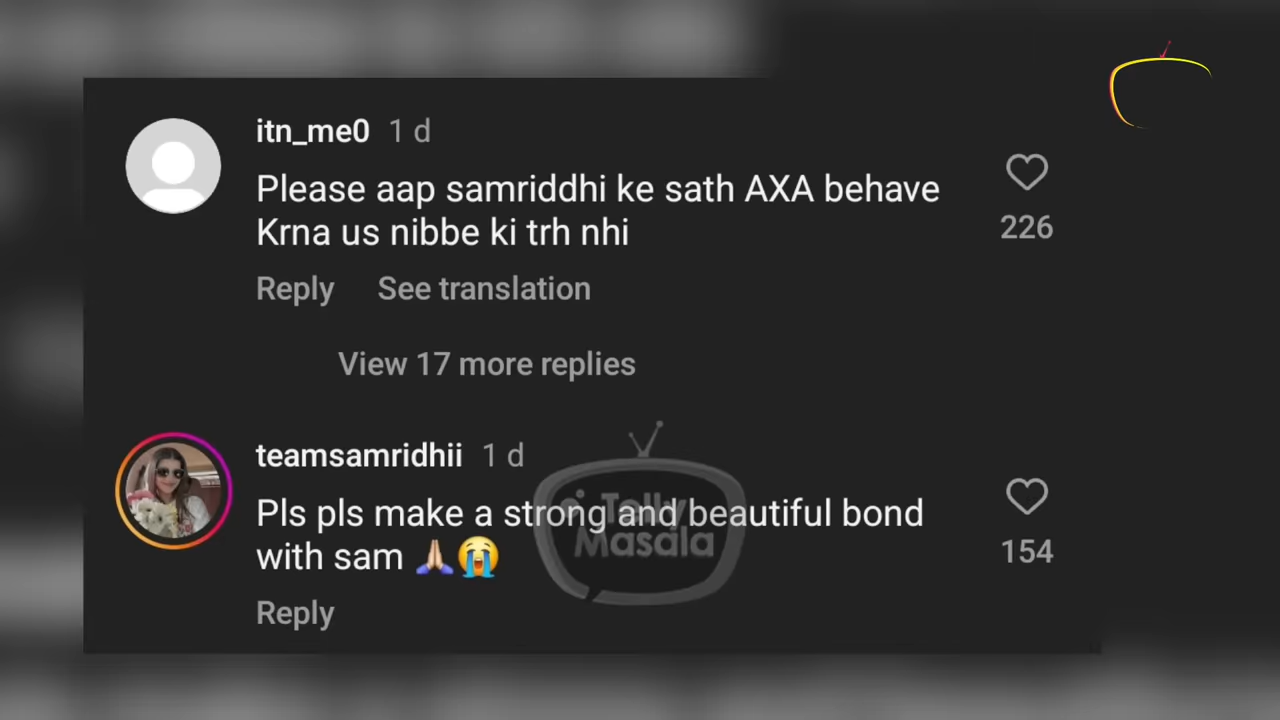 itn_me0 1 d
Please aap samriddhi ke sath AXA behave
Krna us nibbe ki trh nhi
226
Reply See translation
View 17 more replies
teamsamridhii 1 d
Pls pls make a strong and beautiful bond
with sam 🙏🏻😭
154
Reply
Telly
Masala